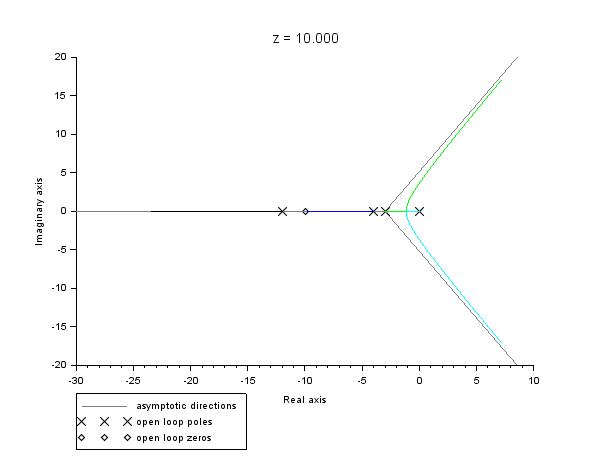 z = 10.000
20
15
10
5
0
-5
-10
-15
-20
Imaginary axis
-30 -25 -20 -15 -10 -5 0 5 10
Real axis
asymptotic directions
open loop poles
open loop zeros